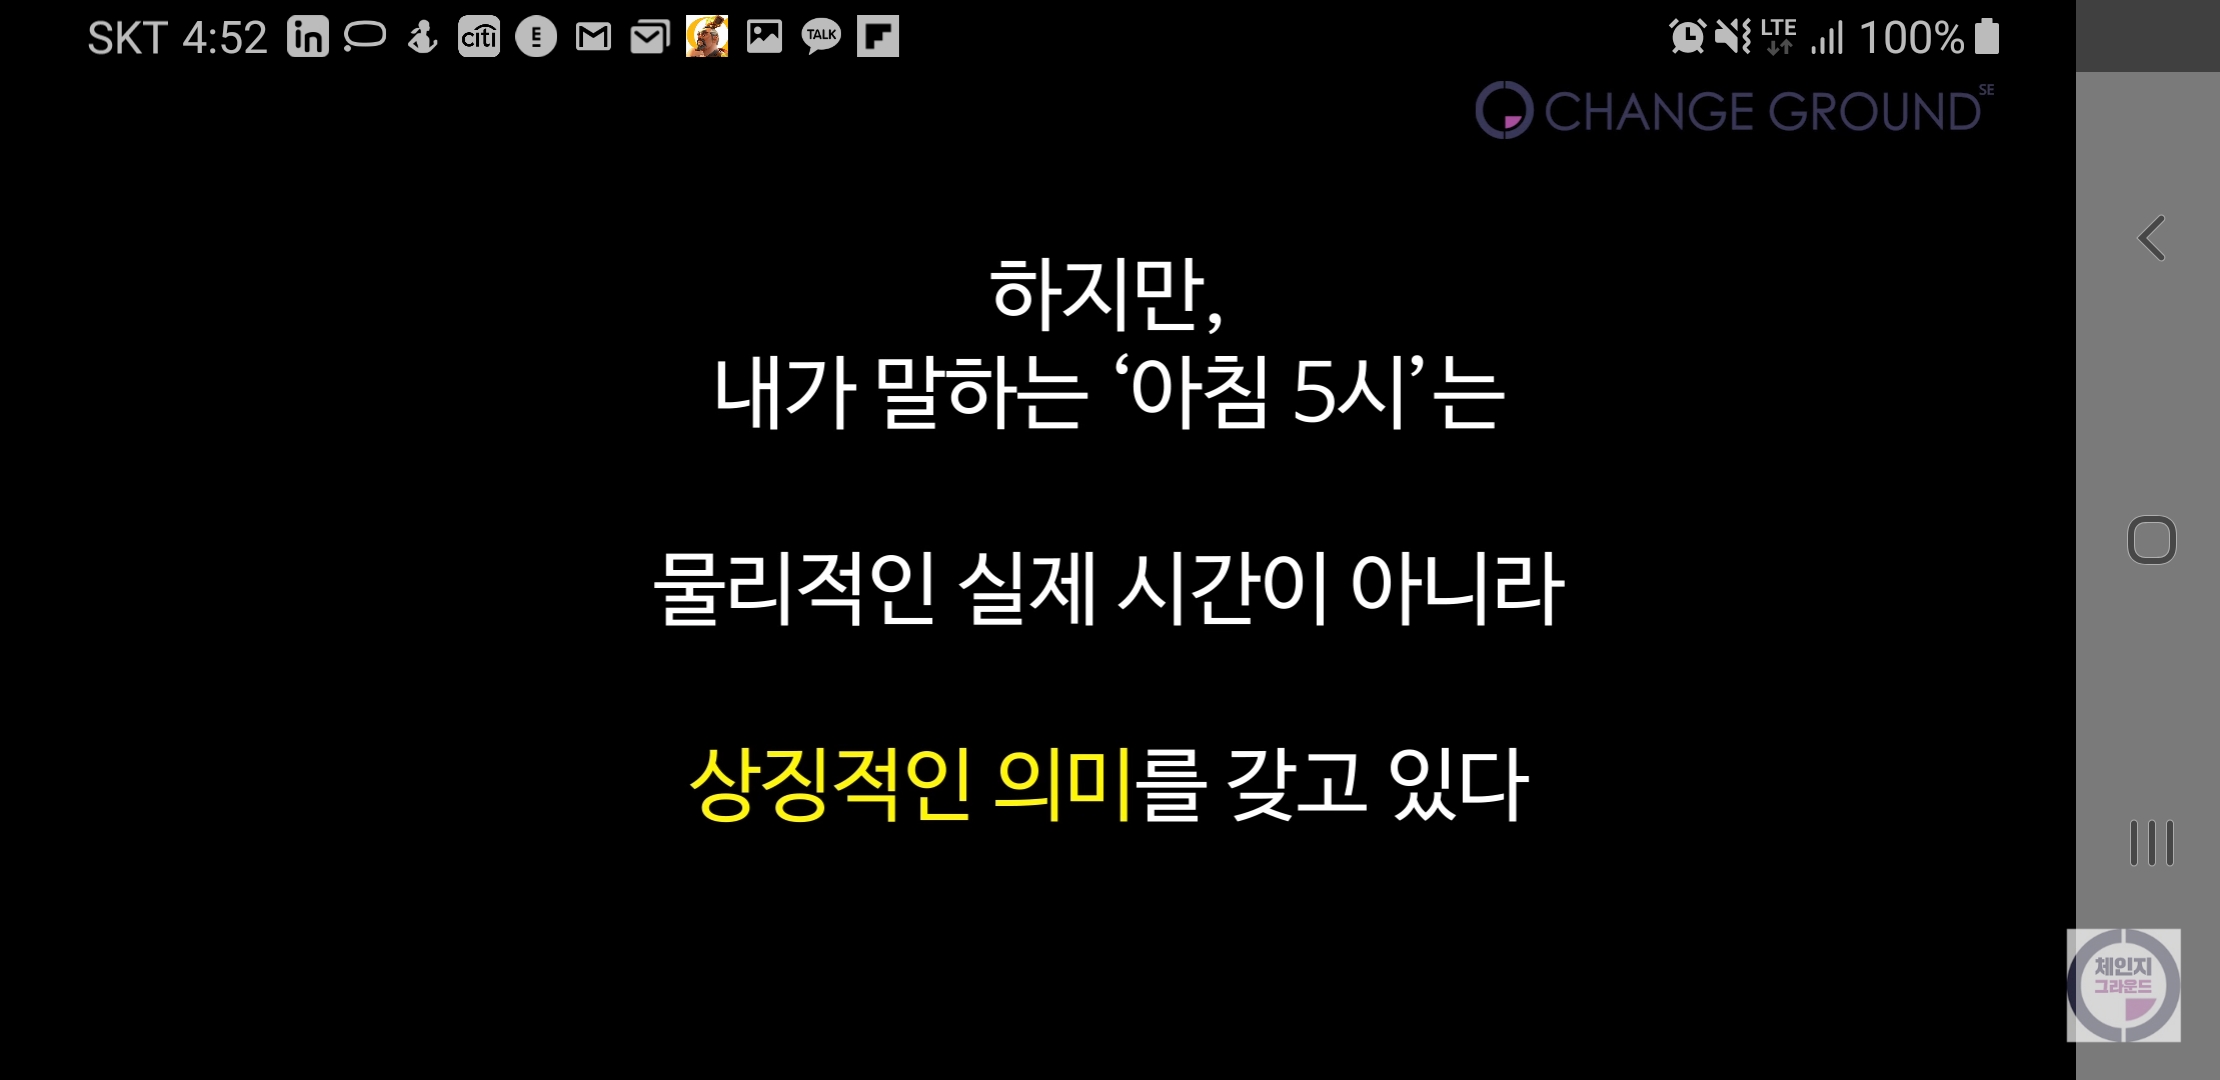 SKT 4:52 in citi E TALK LTE 100%
CHANGE GROUND SE
하지만,
내가 말하는 ‘아침 5시’는
물리적인 실제 시간이 아니라
상징적인 의미를 갖고 있다
체인지
그라운드